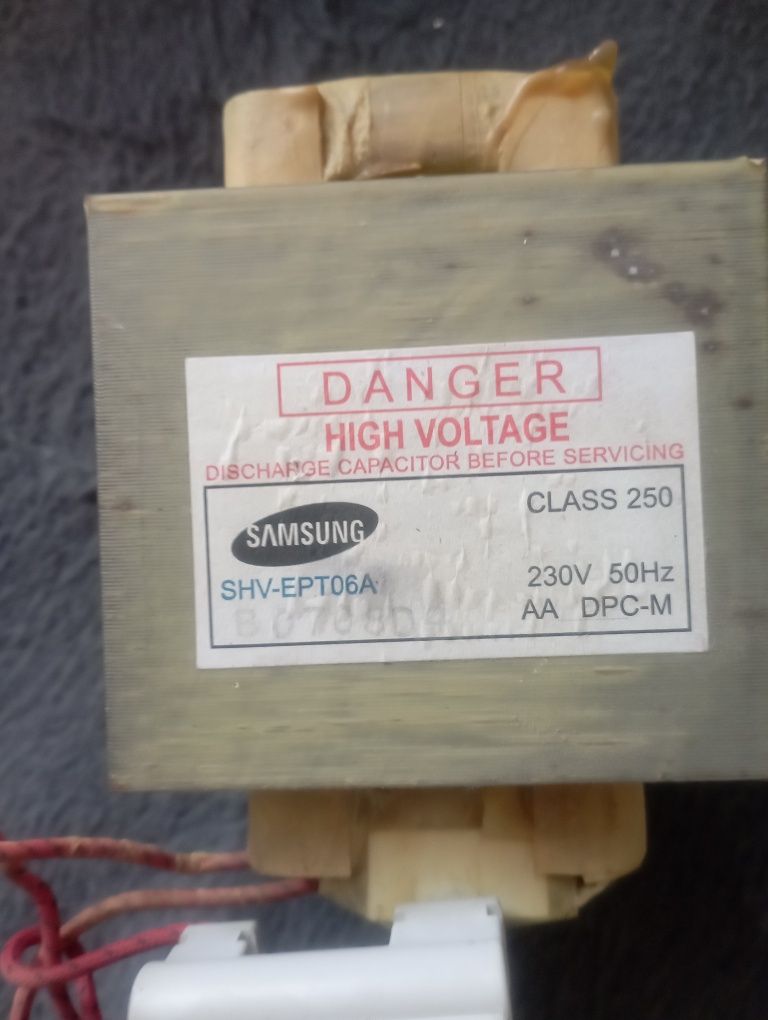 DANGER
HIGH VOLTAGE
DISCHARGE CAPACITOR BEFORE SERVICING
CLASS 250
SAMSUNG
SHV-EPT06A
230V 50Hz
AA DPC-M